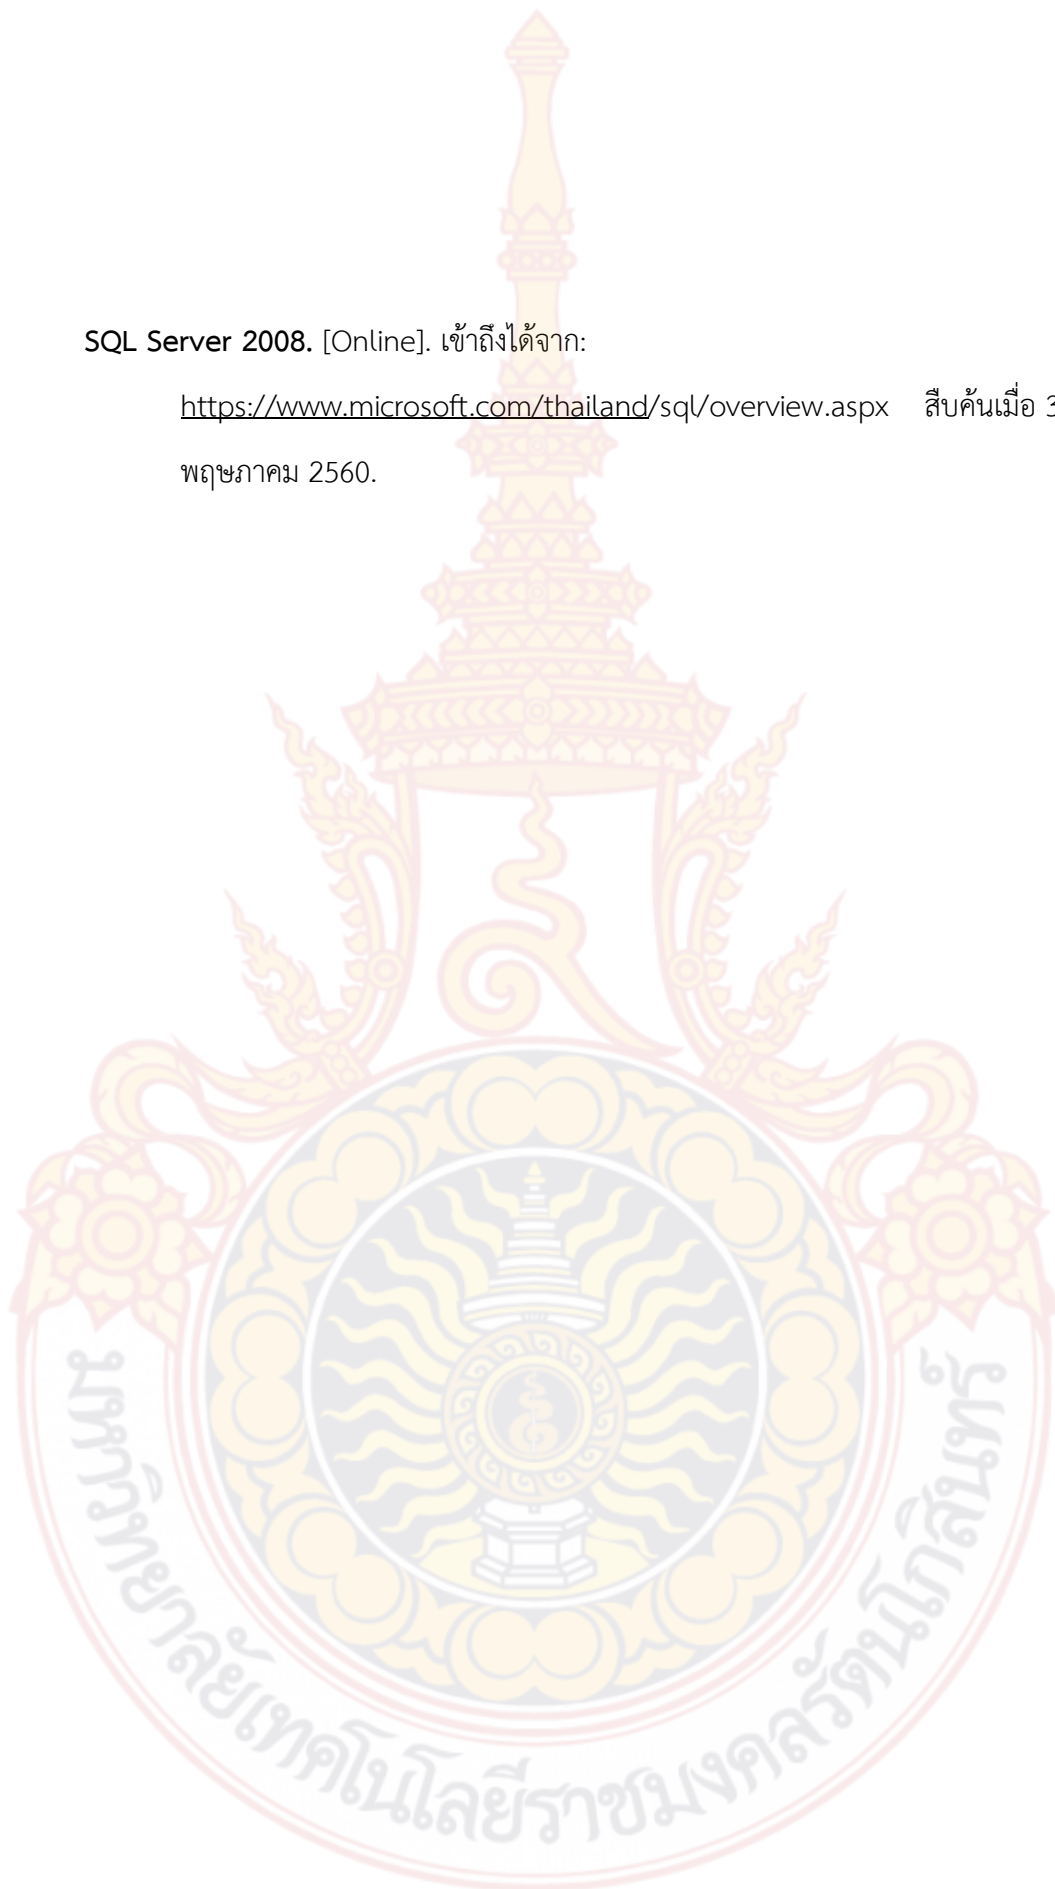 SQL Server 2008. [Online]. เข้าถึงได้จาก:
https://www.microsoft.com/thailand/sql/overview.aspx สืบค้นเมื่อ 3
พฤษภาคม 2560.
มหาวิทยาลัยเทคโนโลยีราชมงคลรัตนโกสินทร์